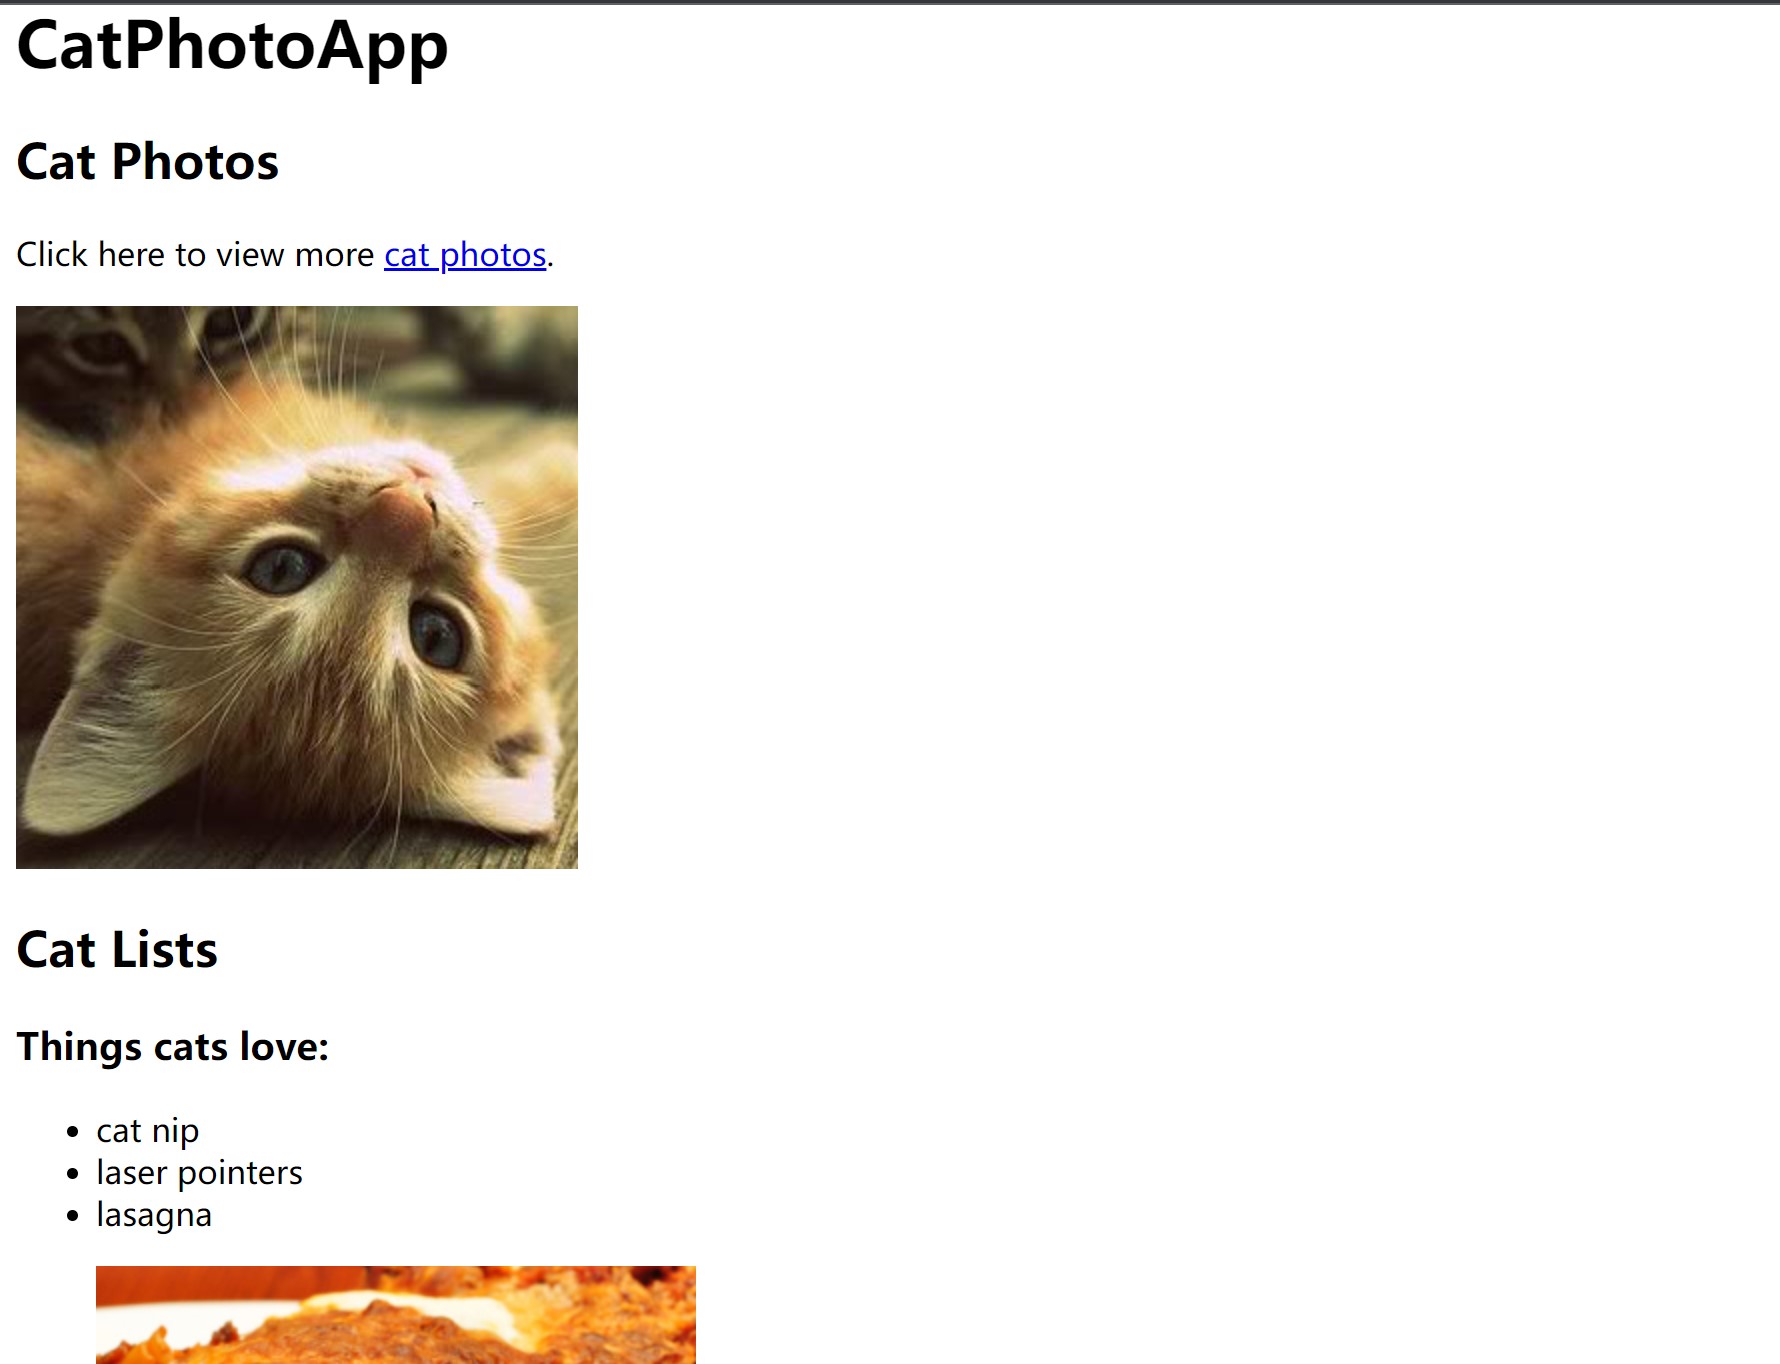 CatPhotoApp
Cat Photos
Click here to view more cat photos.
Cat Lists
Things cats love:
cat nip
laser pointers
lasagna